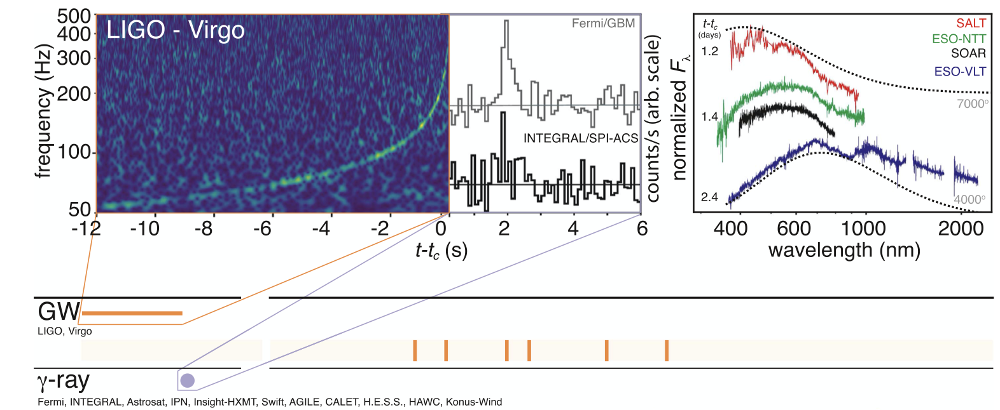 500
400
300
200
100
50
frequency (Hz)
LIGO - Virgo
Fermi/GBM
INTEGRAL/SPI-ACS
counts/s (arb. scale)
-12 -10 -8 -6 -4 -2 0 2 4 6
t-tc (s)
normalized Fλ
t-tc
(days)
1.2
1.4
2.4
SALT
ESO-NTT
SOAR
ESO-VLT
7000º
4000º
400 600 1000 2000
wavelength (nm)
GW
LIGO, Virgo
γ-ray
Fermi, INTEGRAL, Astrosat, IPN, Insight-HXMT, Swift, AGILE, CALET, H.E.S.S., HAWC, Konus-Wind